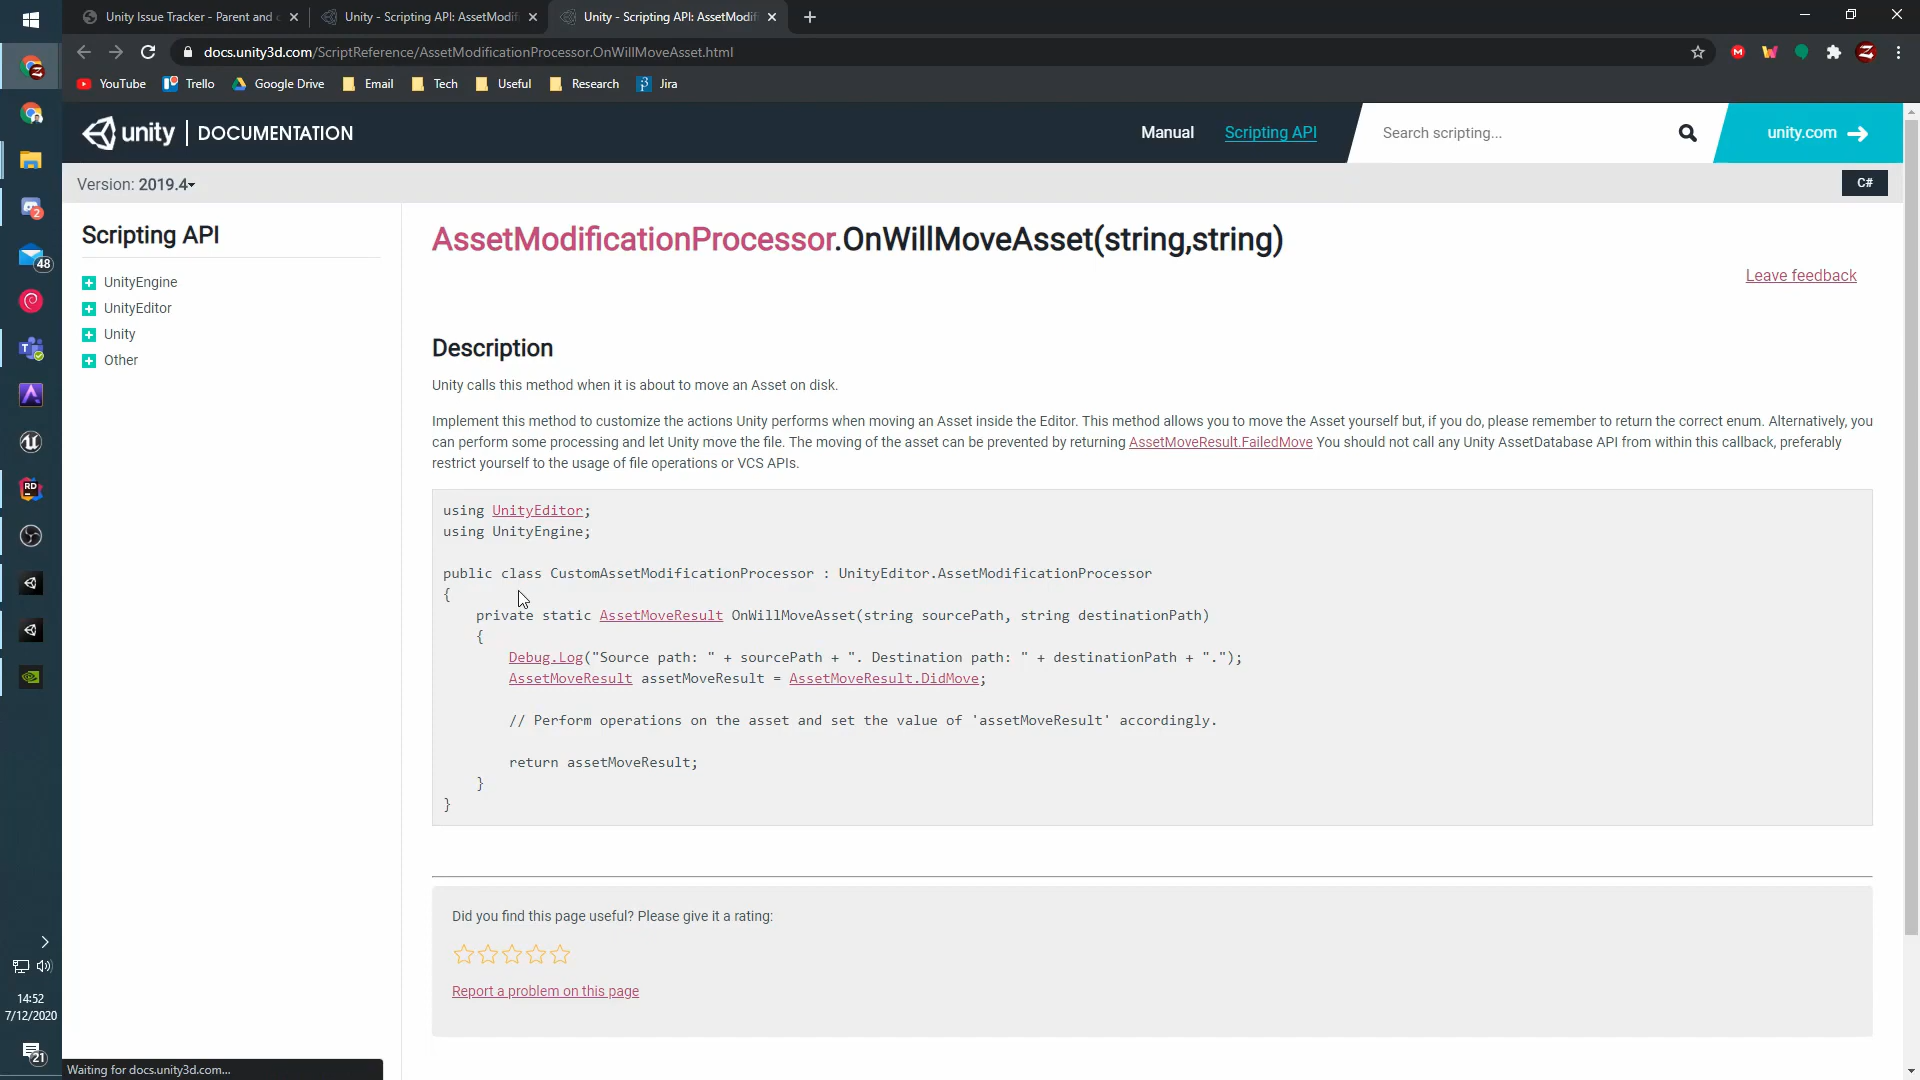 Unity Issue Tracker - Parent and
Unity - Scripting API: AssetModif
Unity - Scripting API: AssetModif
docs.unity3d.com/ScriptReference/AssetModificationProcessor.OnWillMoveAsset.html
YouTube Trello Google Drive Email Tech Useful Research Jira
unity DOCUMENTATION
Manual Scripting API Search scripting... unity.com
Version: 2019.4
C#
Scripting API
UnityEngine
UnityEditor
Unity
Other
AssetModificationProcessor.OnWillMoveAsset(string,string)
Leave feedback
Description
Unity calls this method when it is about to move an Asset on disk.
Implement this method to customize the actions Unity performs when moving an Asset inside the Editor. This method allows you to move the Asset yourself but, if you do, please remember to return the correct enum. Alternatively, you
can perform some processing and let Unity move the file. The moving of the asset can be prevented by returning AssetMoveResult.FailedMove You should not call any Unity AssetDatabase API from within this callback, preferably
restrict yourself to the usage of file operations or VCS APIs.
using UnityEditor;
using UnityEngine;
public class CustomAssetModificationProcessor : UnityEditor.AssetModificationProcessor
{
private static AssetMoveResult OnWillMoveAsset(string sourcePath, string destinationPath)
{
Debug.Log("Source path: " + sourcePath + ". Destination path: " + destinationPath + ".");
AssetMoveResult assetMoveResult = AssetMoveResult.DidMove;
// Perform operations on the asset and set the value of 'assetMoveResult' accordingly.
return assetMoveResult;
}
}
Did you find this page useful? Please give it a rating:
Report a problem on this page
2
48
RD
14:52
7/12/2020
21
Waiting for docs.unity3d.com...